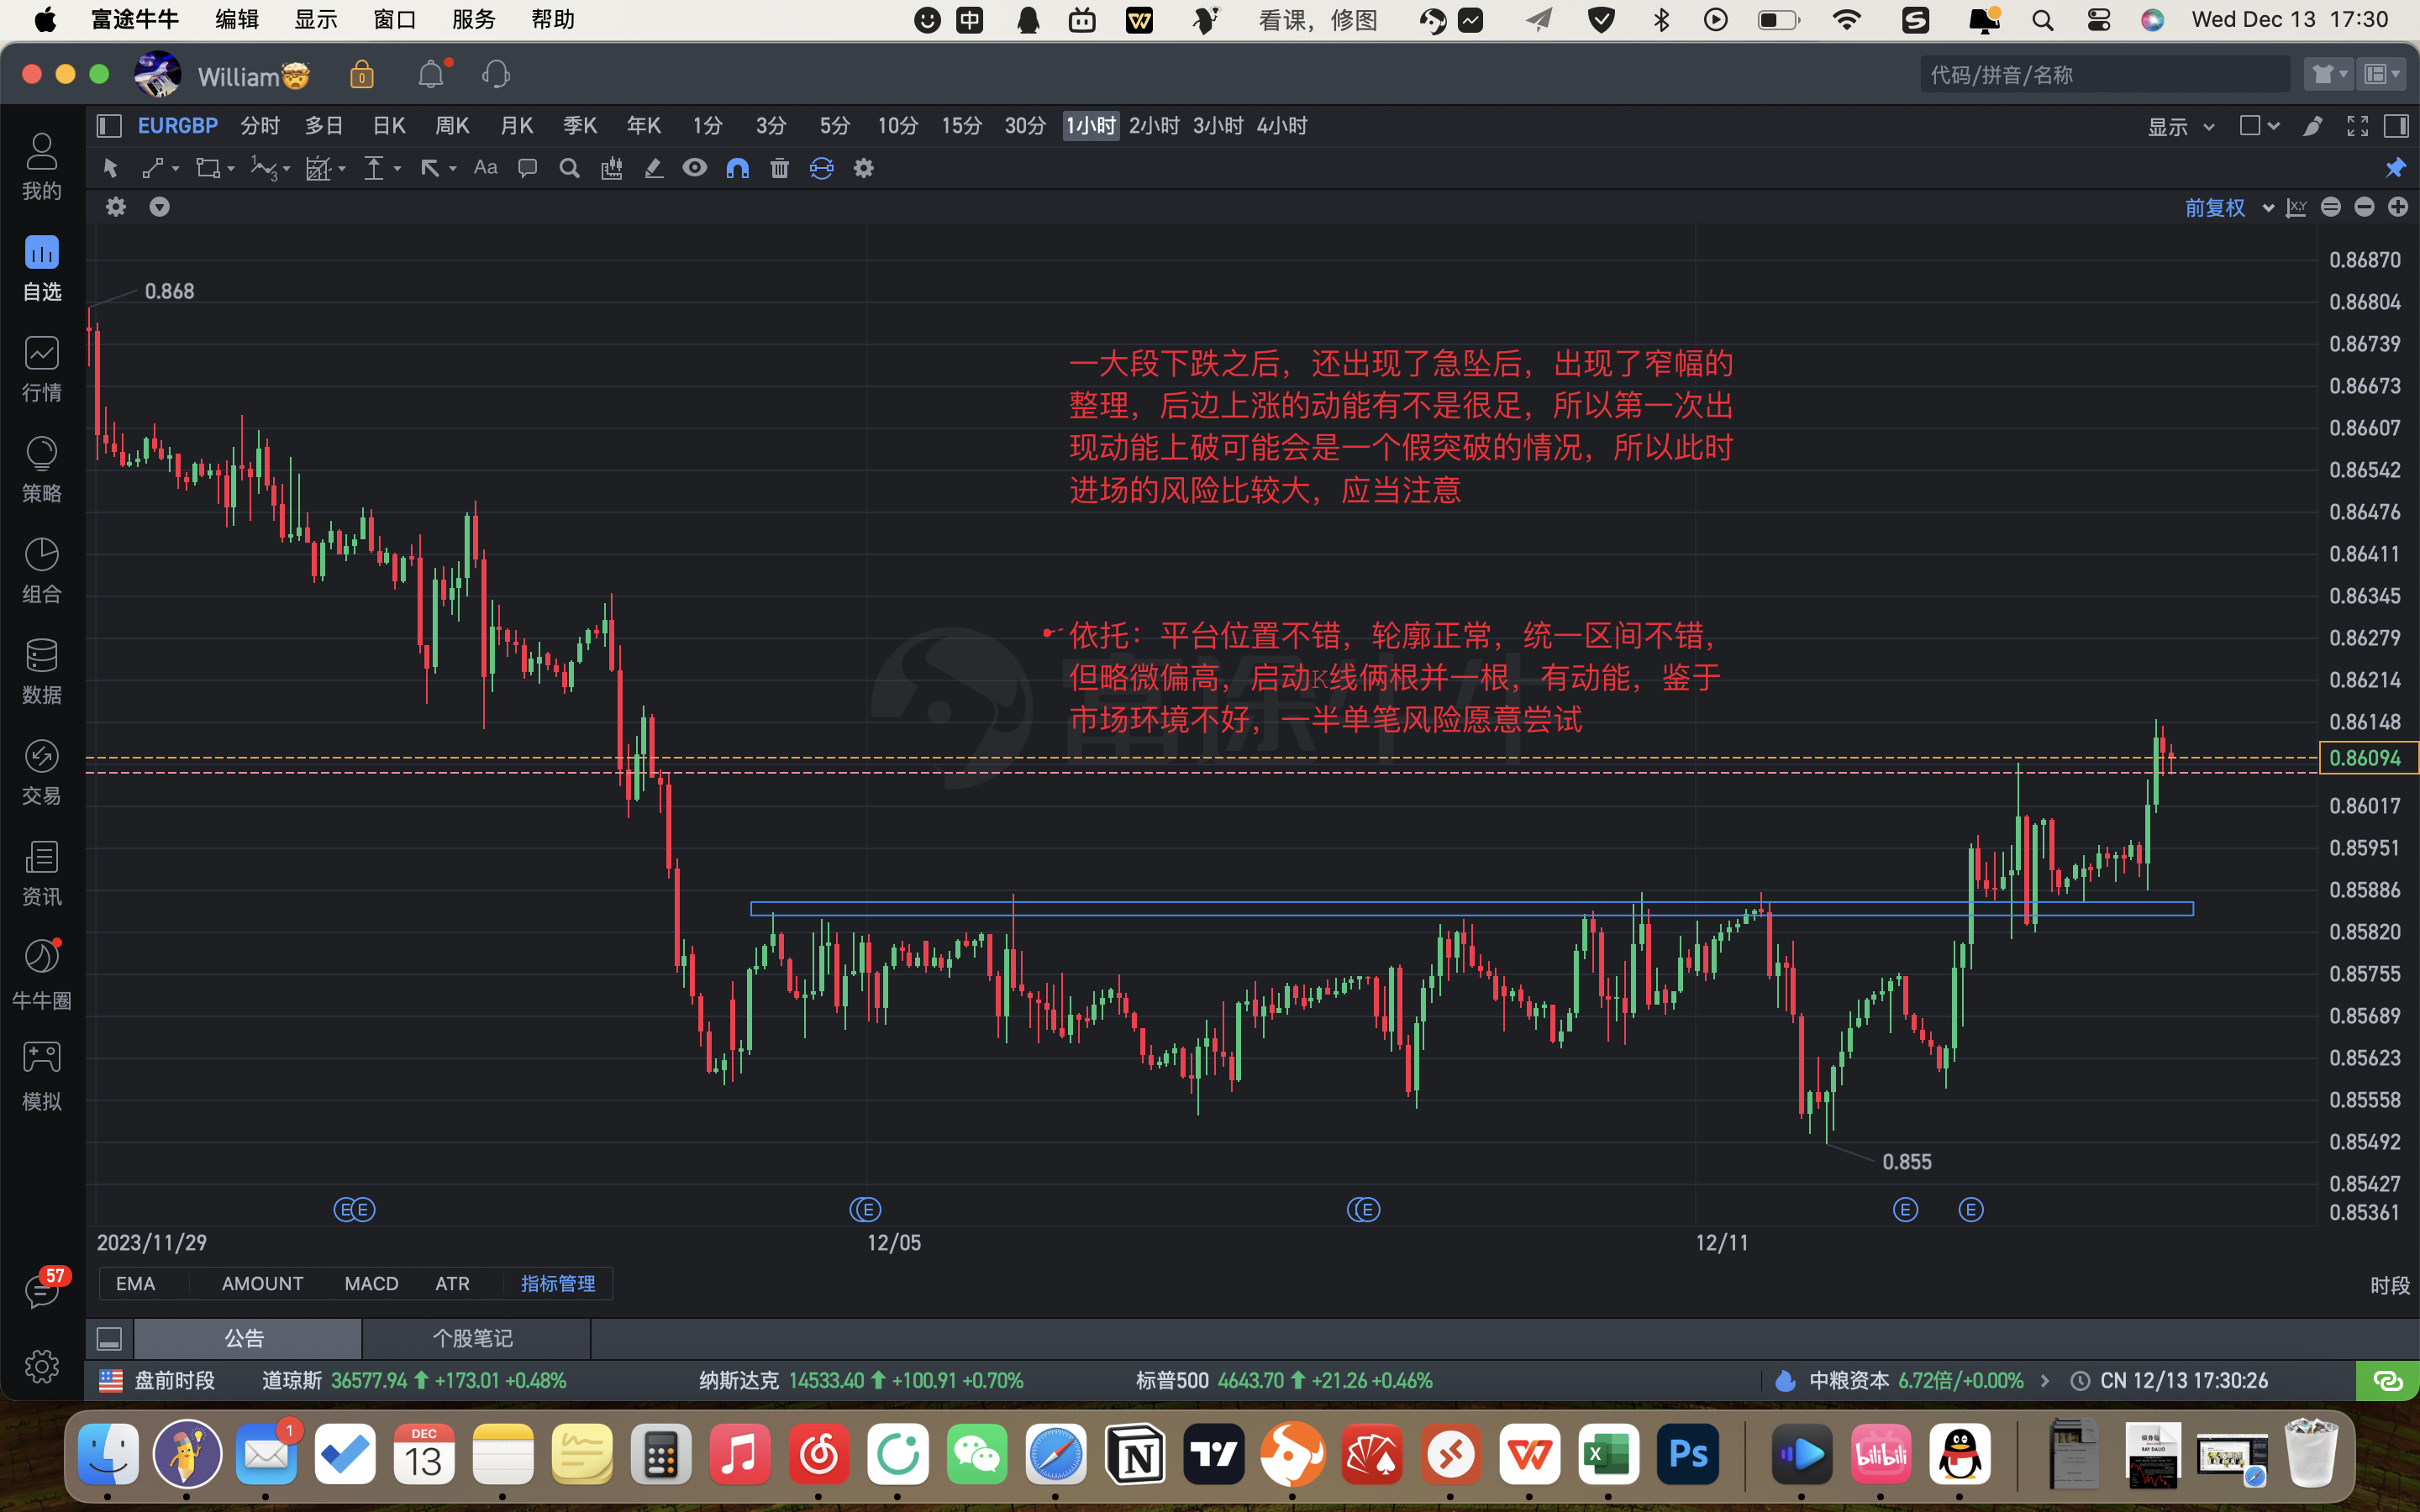 富途牛牛 编辑 显示 窗口 服务 帮助 中 看课，修图 Wed Dec 13 17:30
William 代码/拼音/名称
EURGBP 分时 多日 日K 周K 月K 季K 年K 1分 3分 5分 10分 15分 30分 1小时 2小时 3小时 4小时 显示
Aa
前复权 X,Y
我的
自选
行情
策略
组合
数据
交易
资讯
牛牛圈
模拟
57
0.868
一大段下跌之后，还出现了急坠后，出现了窄幅的
整理，后边上涨的动能有不是很足，所以第一次出
现动能上破可能会是一个假突破的情况，所以此时
进场的风险比较大，应当注意
依托：平台位置不错，轮廓正常，统一区间不错，
但略微偏高，启动K线俩根并一根，有动能，鉴于
市场环境不好，一半单笔风险愿意尝试
富途牛牛
0.855
0.86870
0.86804
0.86739
0.86673
0.86607
0.86542
0.86476
0.86411
0.86345
0.86279
0.86214
0.86148
0.86094
0.86017
0.85951
0.85886
0.85820
0.85755
0.85689
0.85623
0.85558
0.85492
0.85427
0.85361
E E E E E E
2023/11/29 12/05 12/11
EMA AMOUNT MACD ATR 指标管理 时段
公告 个股笔记
盘前时段 道琼斯 36577.94 +173.01 +0.48% 纳斯达克 14533.40 +100.91 +0.70% 标普500 4643.70 +21.26 +0.46% 中粮资本 6.72倍/+0.00% CN 12/13 17:30:26
1
DEC
13
Ps
bilibili